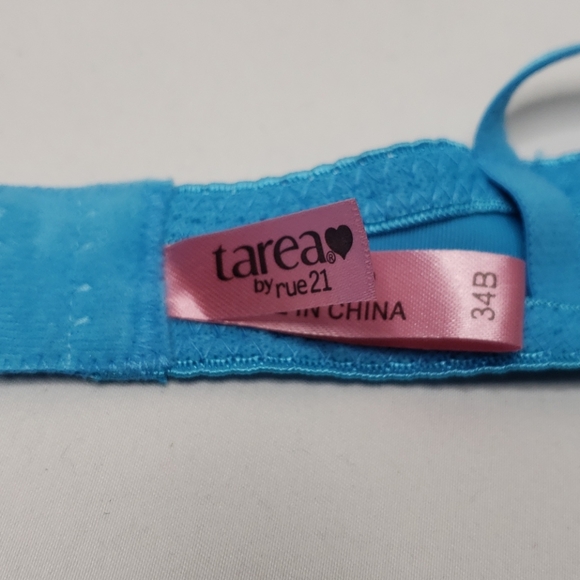 tarea®♥
by rue21
IN CHINA
34B